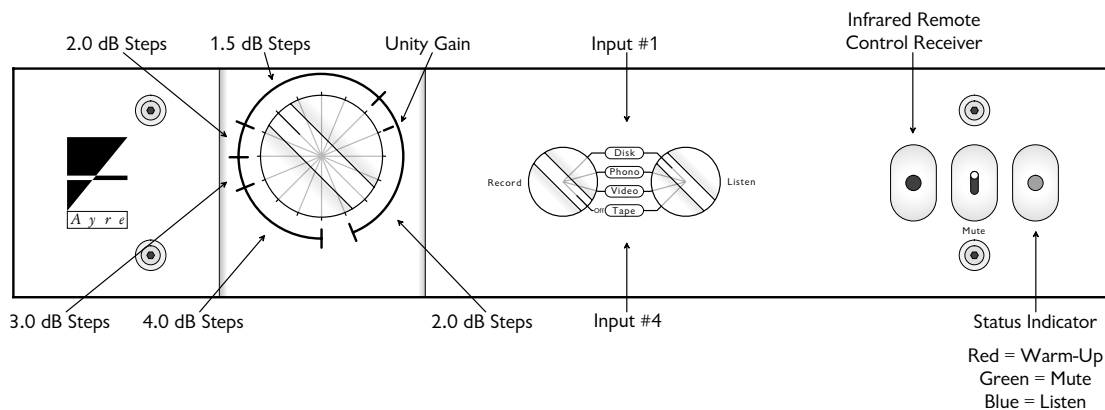 Infrared Remote
Control Receiver
2.0 dB Steps
1.5 dB Steps
Unity Gain
Input #1
Disk
Phono
Video
Off Tape
Record
Listen
Mute
A y r e
3.0 dB Steps
4.0 dB Steps
2.0 dB Steps
Input #4
Status Indicator
Red = Warm-Up
Green = Mute
Blue = Listen